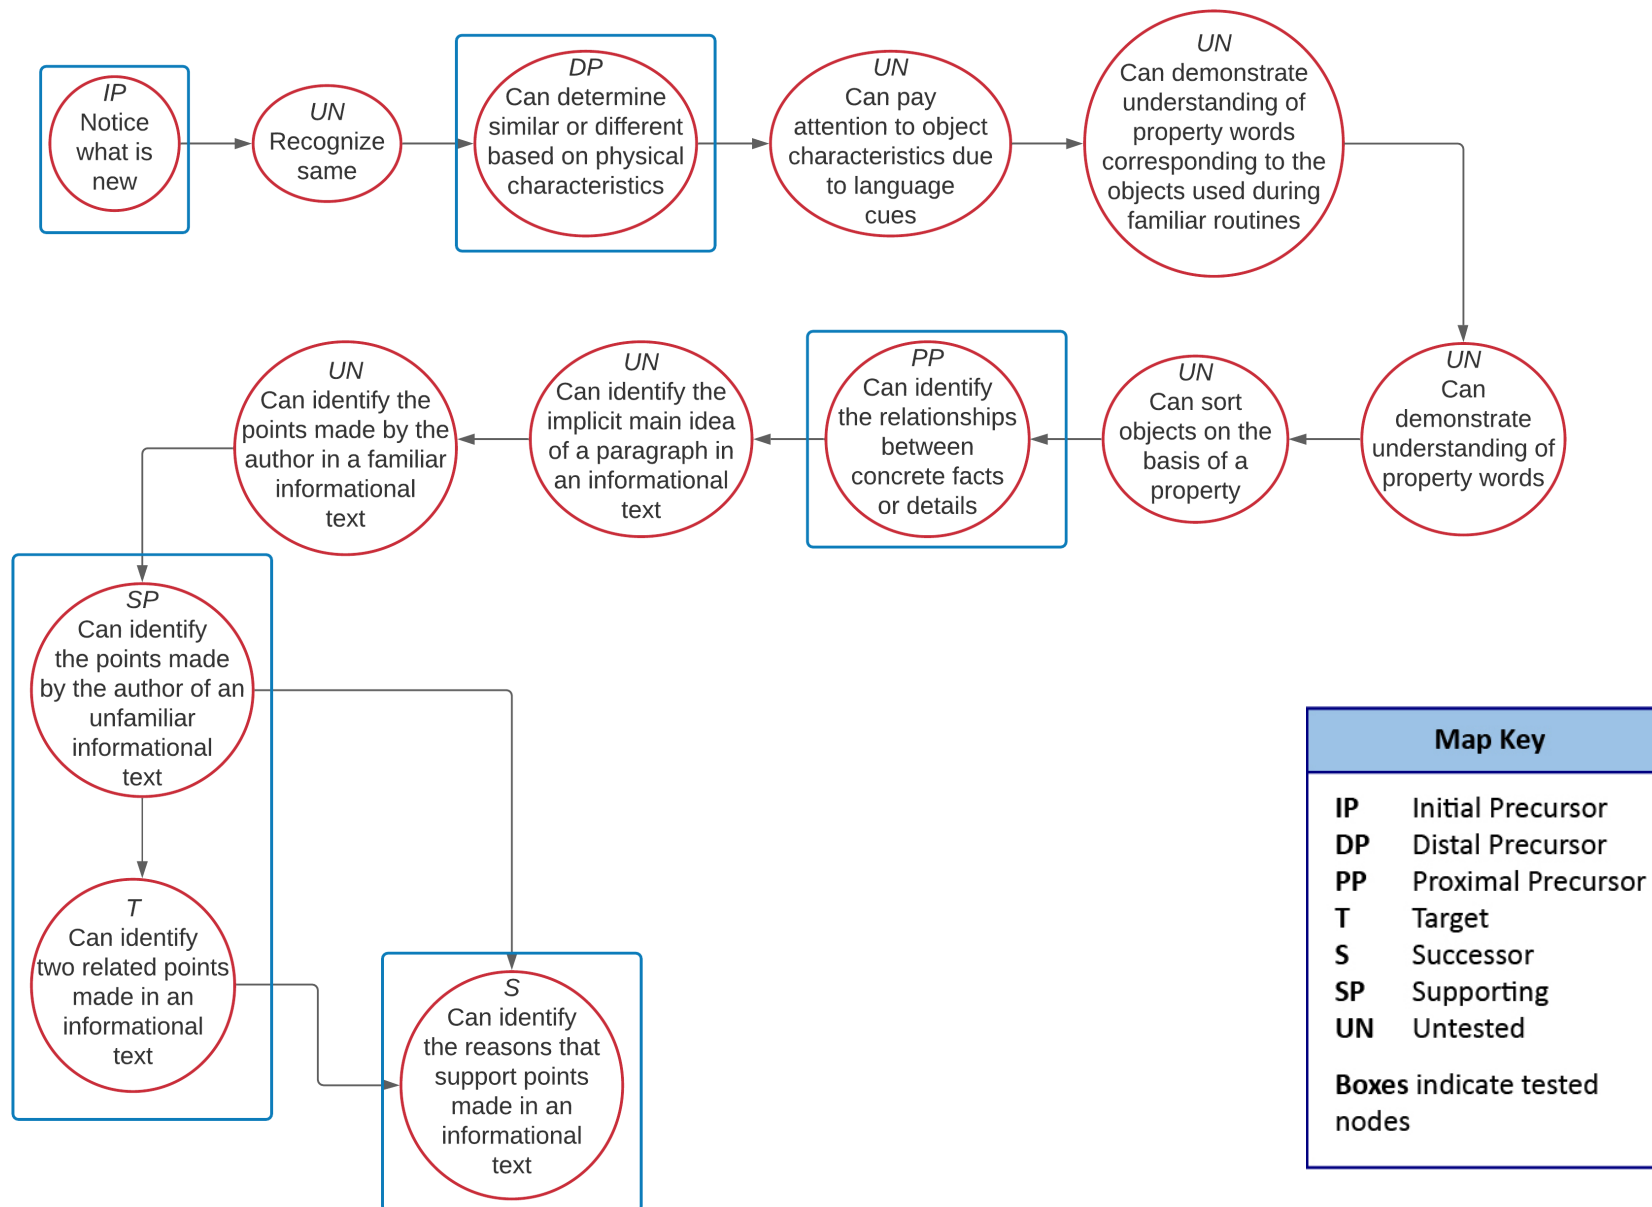 IP
Notice
what is
new
UN
Recognize
same
DP
Can determine
similar or different
based on physical
characteristics
UN
Can pay
attention to object
characteristics due
to language
cues
UN
Can demonstrate
understanding of
property words
corresponding to the
objects used during
familiar routines
UN
Can identify the
points made by the
author in a familiar
informational
text
UN
Can identify the
implicit main idea
of a paragraph in
an informational
text
PP
Can identify
the relationships
between
concrete facts
or details
UN
Can sort
objects on the
basis of a
property
UN
Can
demonstrate
understanding of
property words
SP
Can identify
the points made
by the author of an
unfamiliar
informational
text
T
Can identify
two related points
made in an
informational
text
S
Can identify
the reasons that
support points
made in an
informational
text
Map Key
IP Initial Precursor
DP Distal Precursor
PP Proximal Precursor
T Target
S Successor
SP Supporting
UN Untested
Boxes indicate tested
nodes